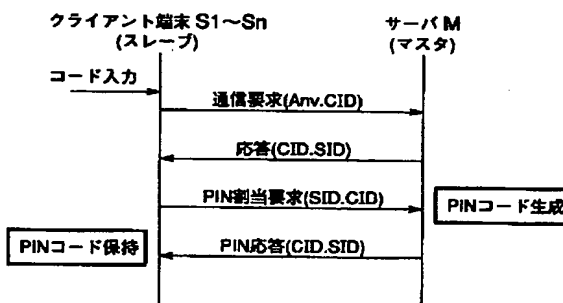 クライアント端末 S1〜Sn
(スレーブ)
サーバ M
(マスタ)
コード入力
通信要求(Any.CID)
応答(CID.SID)
PIN割当要求(SID.CID)
PINコード生成
PINコード保持
PIN応答(CID.SID)